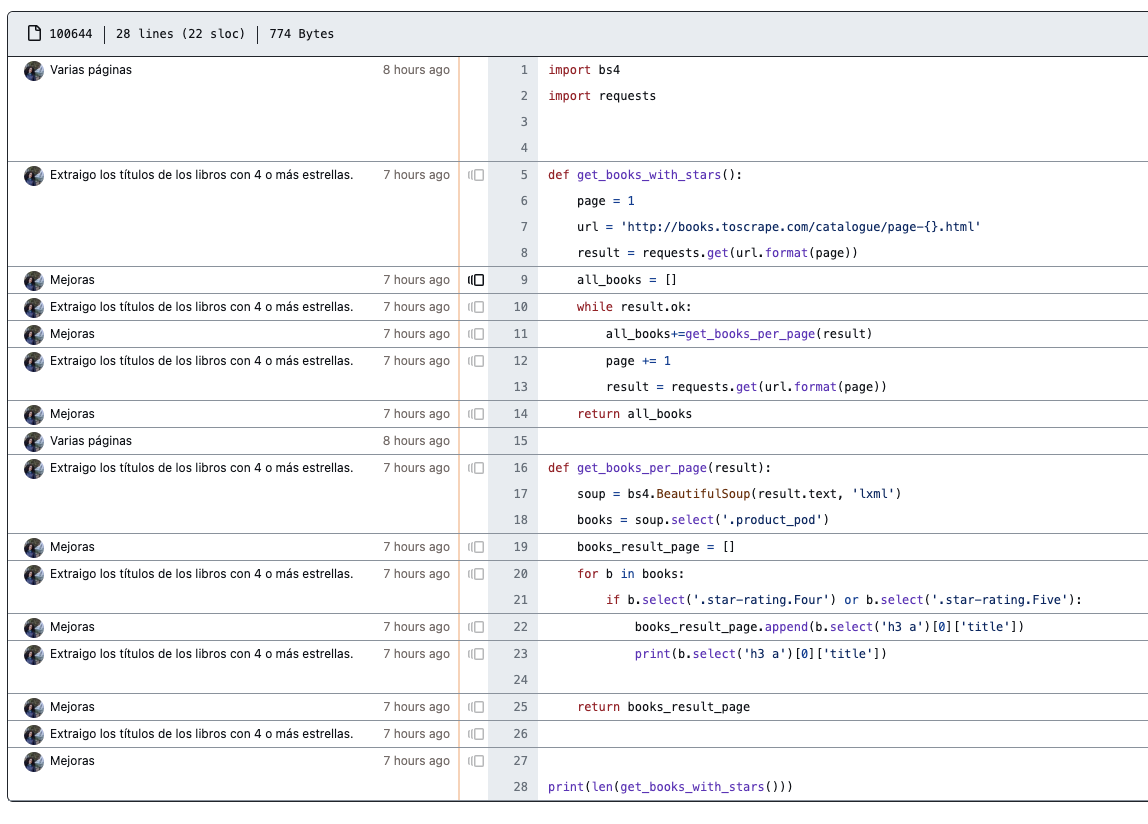 100644 | 28 lines (22 sloc) | 774 Bytes
Varias páginas 8 hours ago 1 import bs4
2 import requests
3
4
Extraigo los títulos de los libros con 4 o más estrellas. 7 hours ago 5 def get_books_with_stars():
6 page = 1
7 url = 'http://books.toscrape.com/catalogue/page-{}.html'
8 result = requests.get(url.format(page))
Mejoras 7 hours ago 9 all_books = []
Extraigo los títulos de los libros con 4 o más estrellas. 7 hours ago 10 while result.ok:
Mejoras 7 hours ago 11 all_books+=get_books_per_page(result)
Extraigo los títulos de los libros con 4 o más estrellas. 7 hours ago 12 page += 1
13 result = requests.get(url.format(page))
Mejoras 7 hours ago 14 return all_books
Varias páginas 8 hours ago 15
Extraigo los títulos de los libros con 4 o más estrellas. 7 hours ago 16 def get_books_per_page(result):
17 soup = bs4.BeautifulSoup(result.text, 'lxml')
18 books = soup.select('.product_pod')
Mejoras 7 hours ago 19 books_result_page = []
Extraigo los títulos de los libros con 4 o más estrellas. 7 hours ago 20 for b in books:
21 if b.select('.star-rating.Four') or b.select('.star-rating.Five'):
Mejoras 7 hours ago 22 books_result_page.append(b.select('h3 a')[0]['title'])
Extraigo los títulos de los libros con 4 o más estrellas. 7 hours ago 23 print(b.select('h3 a')[0]['title'])
24
Mejoras 7 hours ago 25 return books_result_page
Extraigo los títulos de los libros con 4 o más estrellas. 7 hours ago 26
Mejoras 7 hours ago 27
28 print(len(get_books_with_stars()))